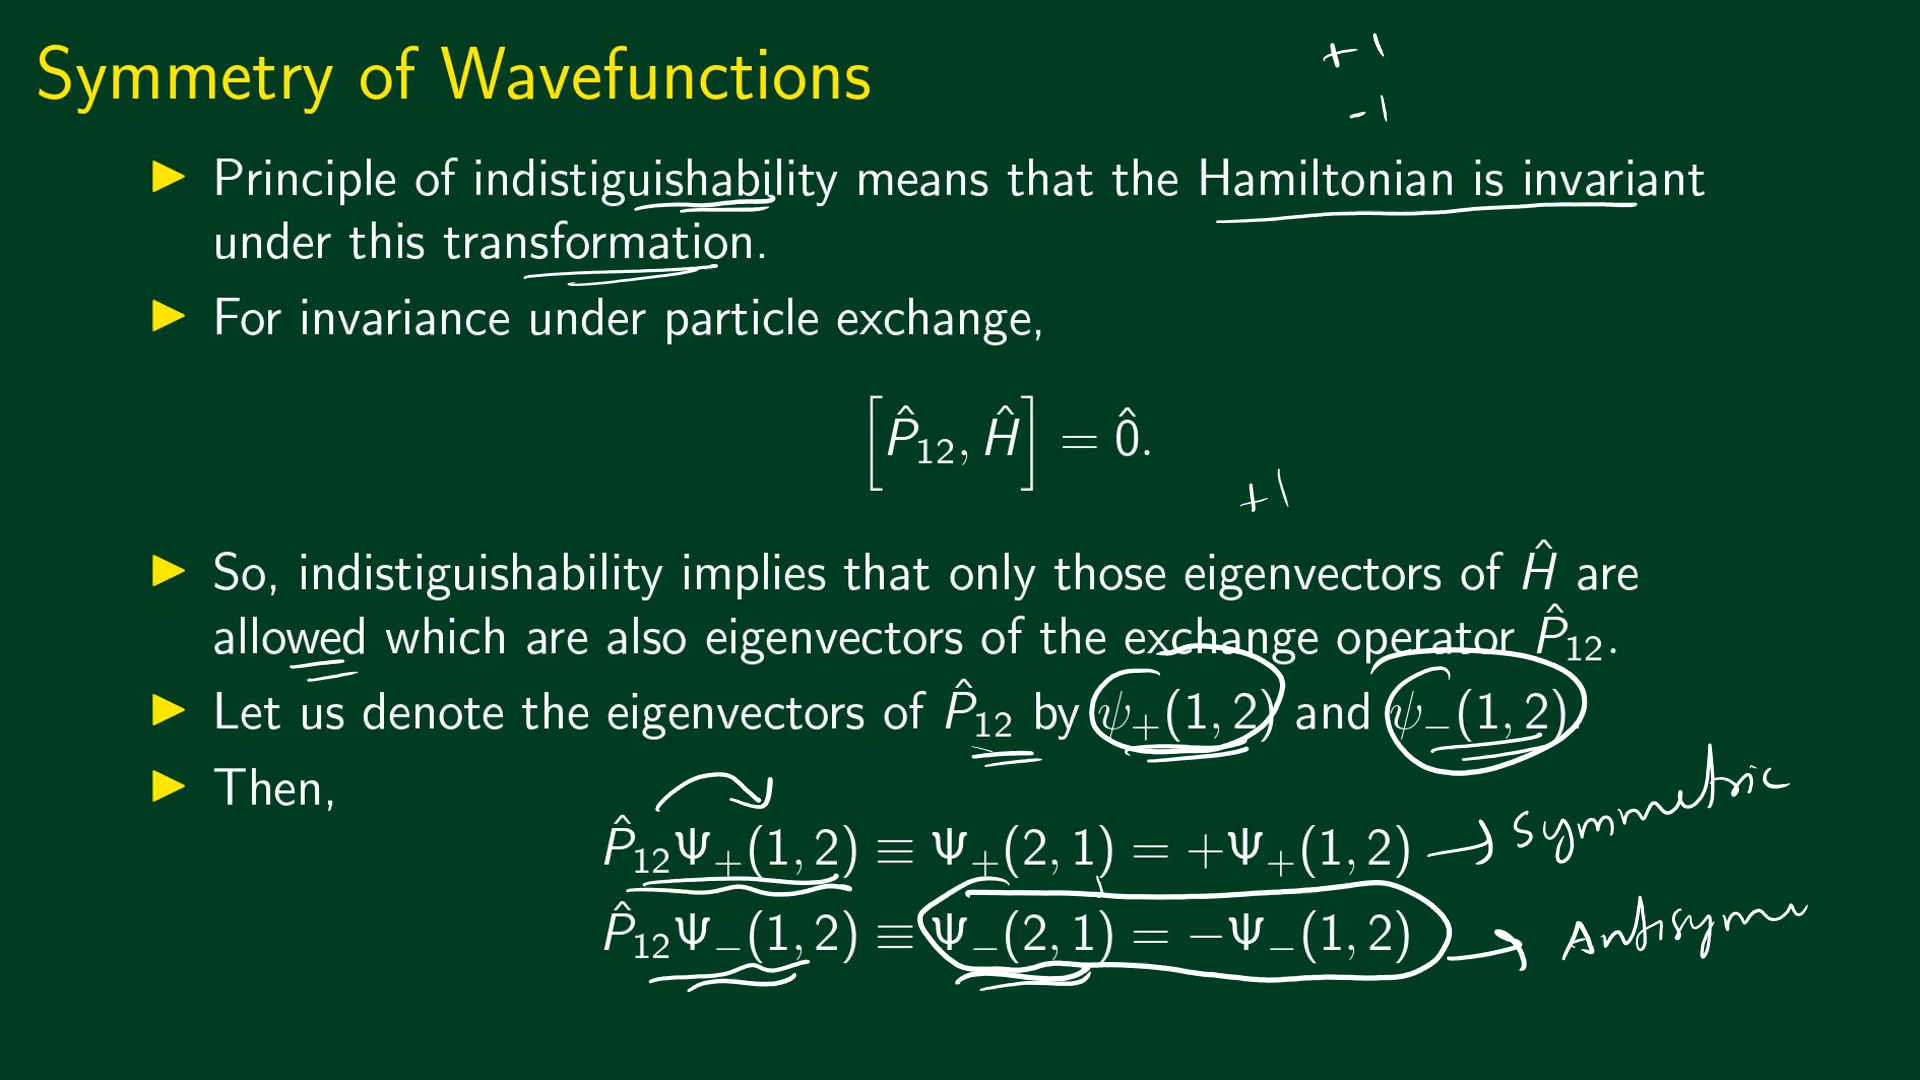 Symmetry of Wavefunctions
+1
-1
▶ Principle of indistiguishability means that the Hamiltonian is invariant
under this transformation.
▶ For invariance under particle exchange,
[P̂₁₂, Ĥ] = 0̂.
+1
▶ So, indistiguishability implies that only those eigenvectors of Ĥ are
allowed which are also eigenvectors of the exchange operator P̂₁₂.
▶ Let us denote the eigenvectors of P̂₁₂ by ψ₊(1, 2) and ψ₋(1, 2).
▶ Then,
P̂₁₂Ψ₊(1, 2) ≡ Ψ₊(2, 1) = +Ψ₊(1, 2) → Symmetric
P̂₁₂Ψ₋(1, 2) ≡ Ψ₋(2, 1) = −Ψ₋(1, 2) → Antisymm